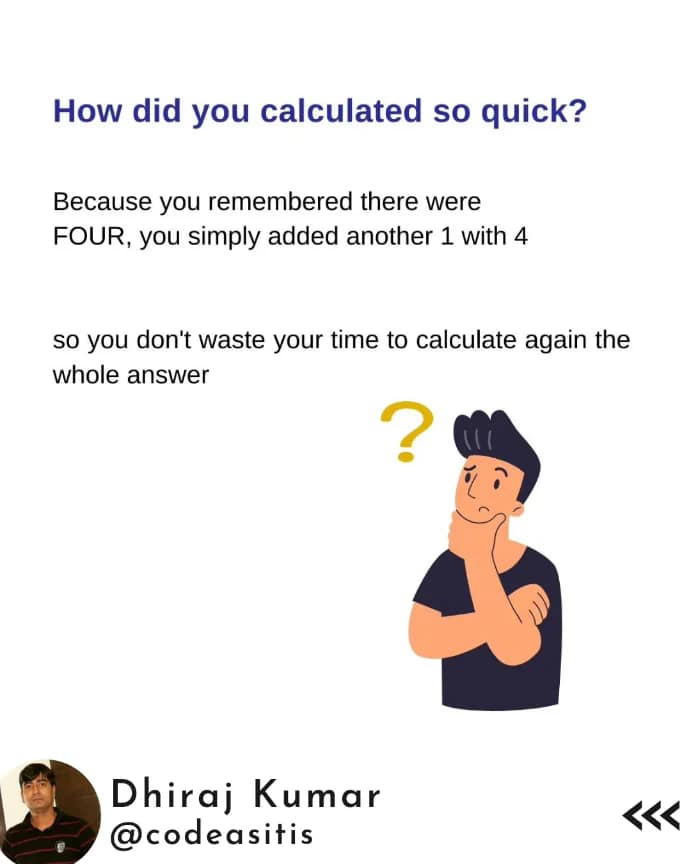 How did you calculated so quick?
Because you remembered there were
FOUR, you simply added another 1 with 4
so you don't waste your time to calculate again the
whole answer
?
Dhiraj Kumar
@codeasitis